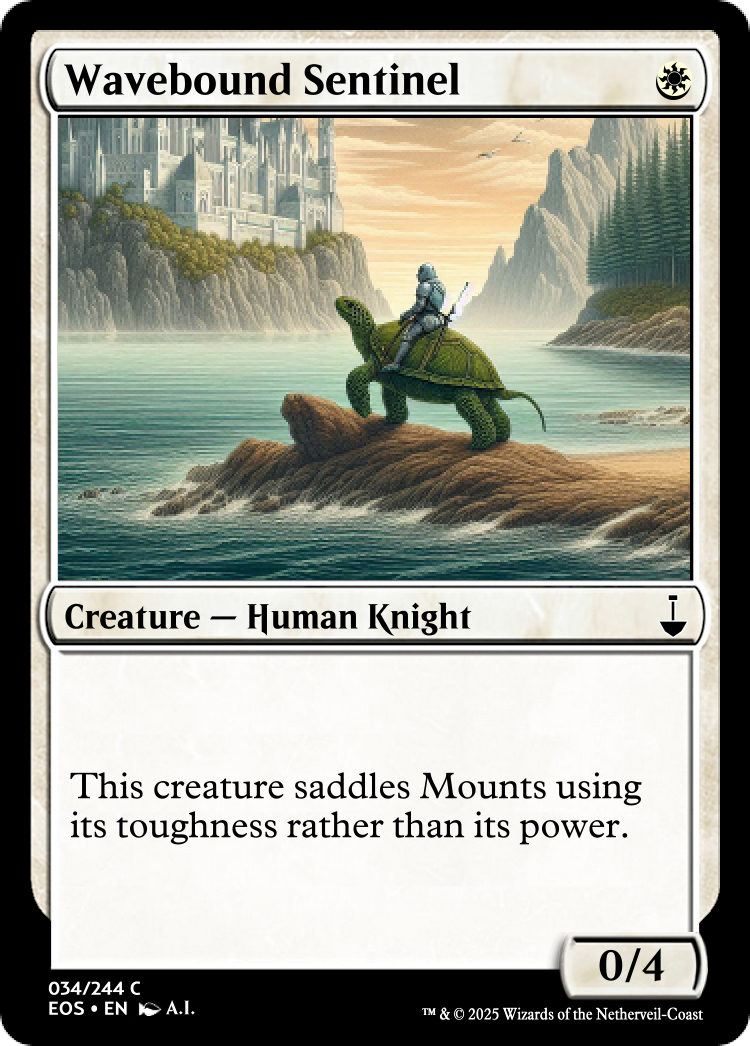 Wavebound Sentinel
Creature — Human Knight
This creature saddles Mounts using
its toughness rather than its power.
0/4
034/244 C
EOS • EN A.I.
™ & © 2025 Wizards of the Netherveil-Coast